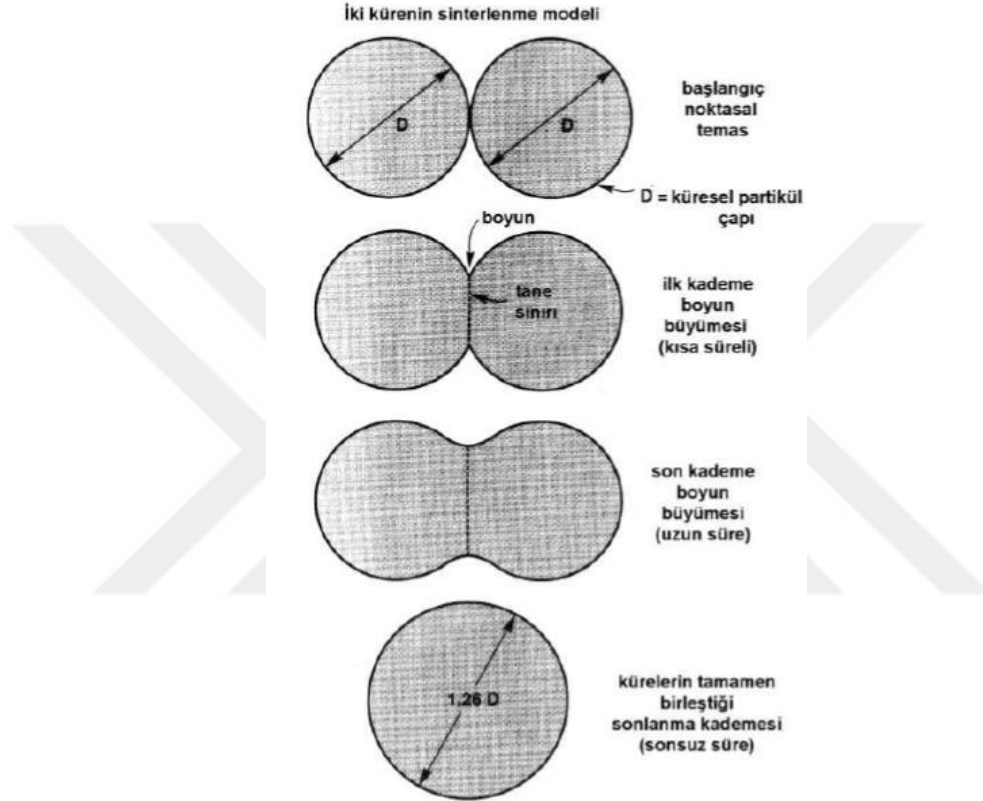 İki kürenin sinterlenme modeli
D
D
başlangıç
noktasal
temas
D = küresel partikül
çapı
boyun
tane
sınırı
ilk kademe
boyun
büyümesi
(kısa süreli)
son kademe
boyun
büyümesi
(uzun süre)
1.26 D
kürelerin tamamen
birleştiği
sonlanma kademesi
(sonsuz süre)